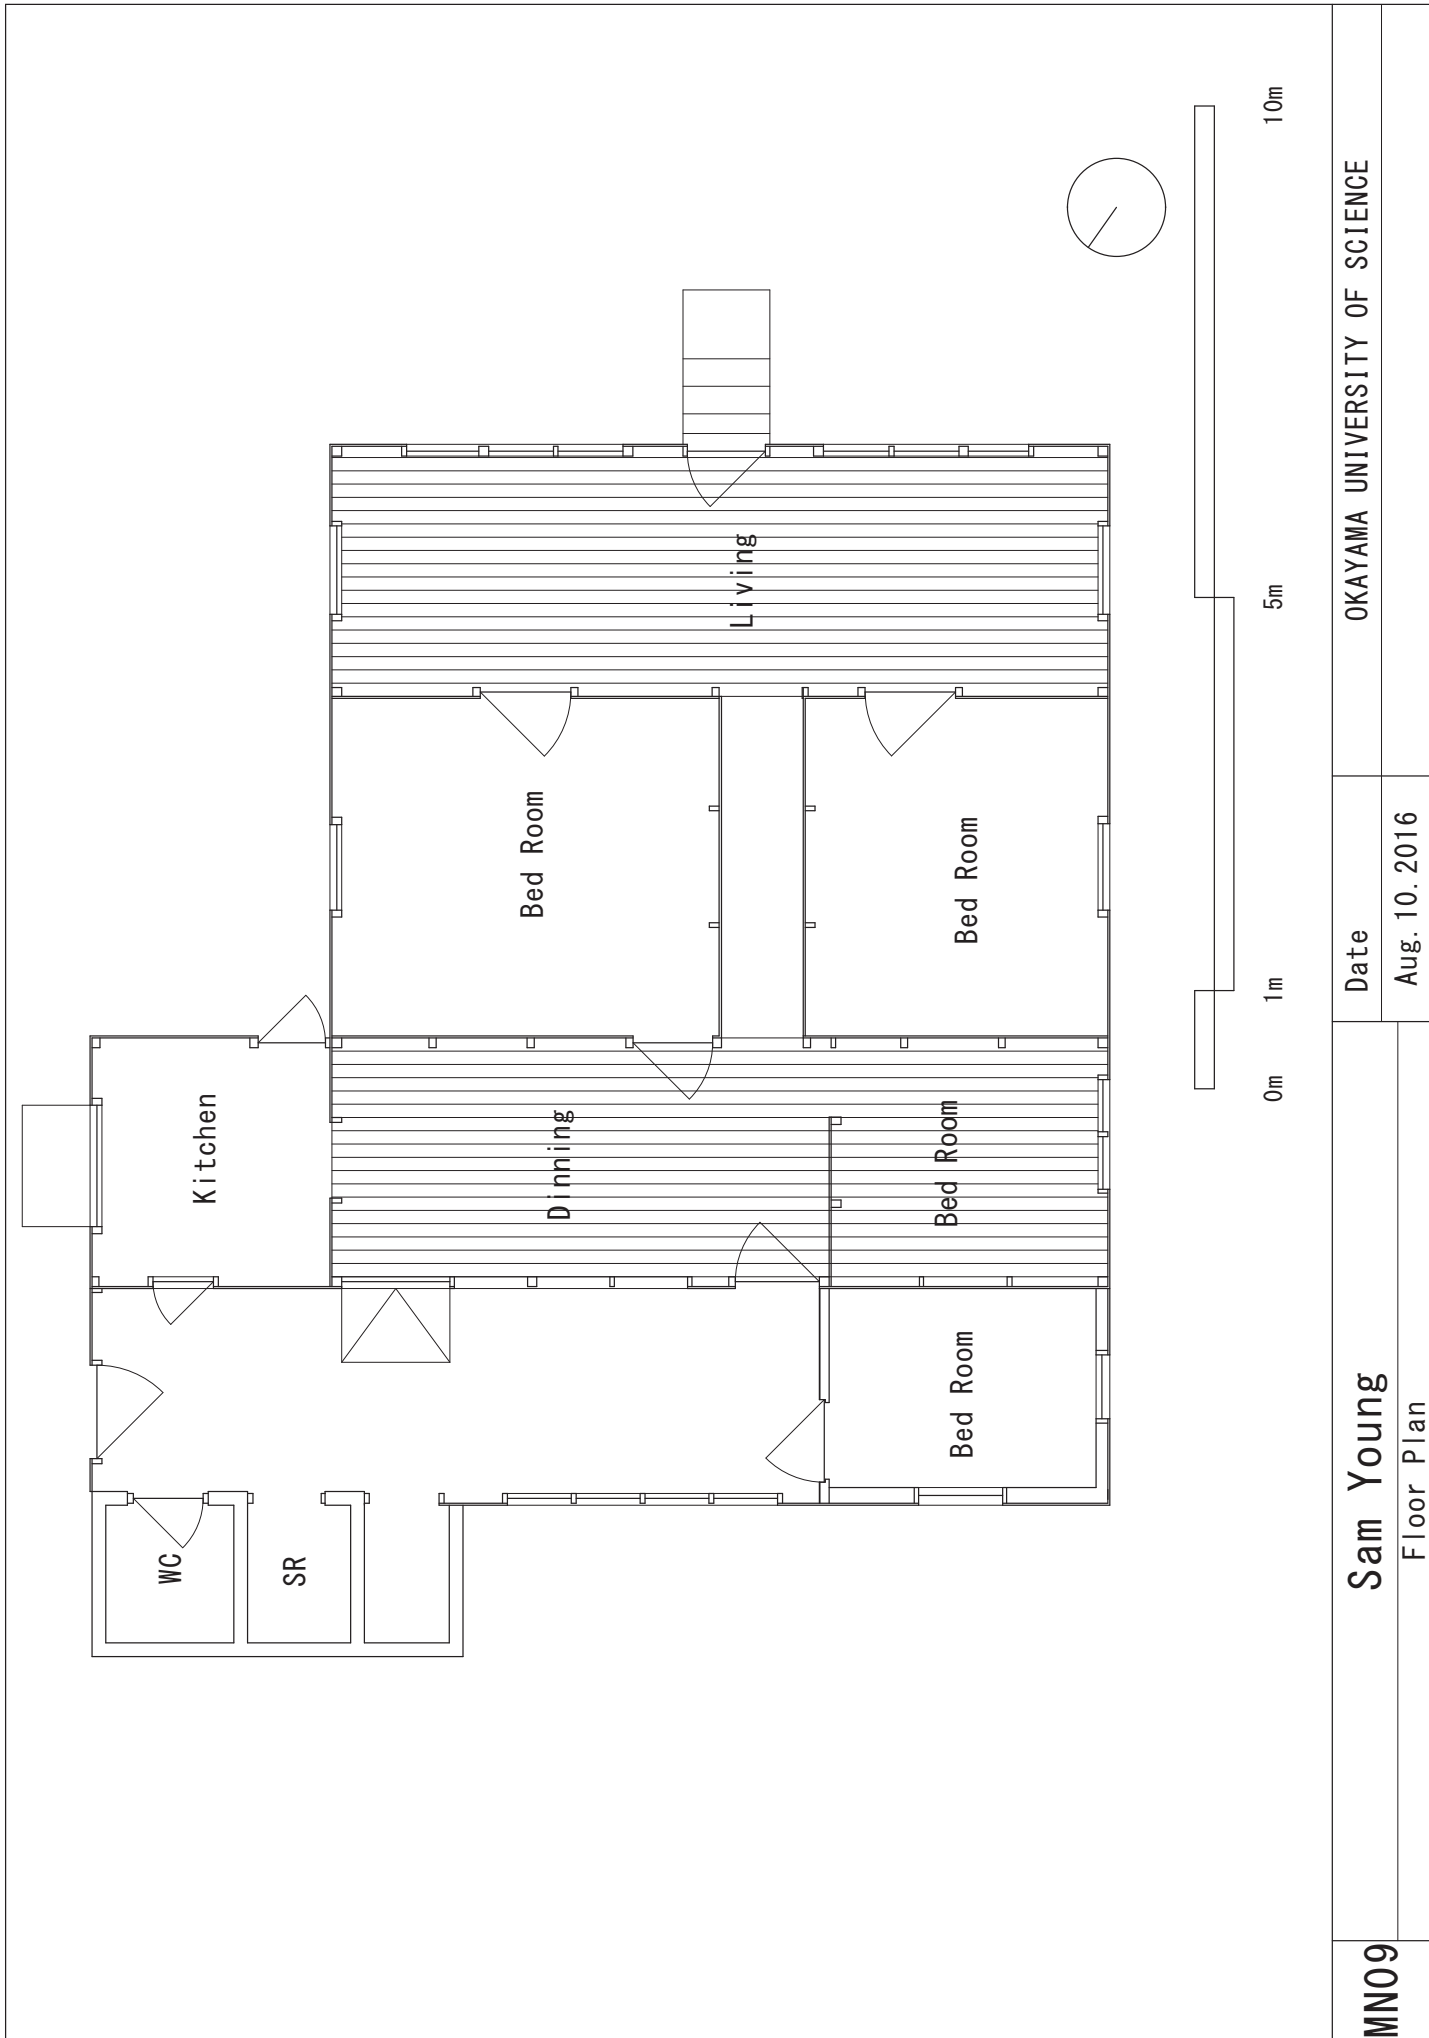 WC
SR
Kitchen
Dinning
Bed Room
Bed Room
Bed Room
Bed Room
Living
0m
1m
5m
10m
MN09
Sam Young
Floor Plan
Date
Aug. 10. 2016
OKAYAMA UNIVERSITY OF SCIENCE